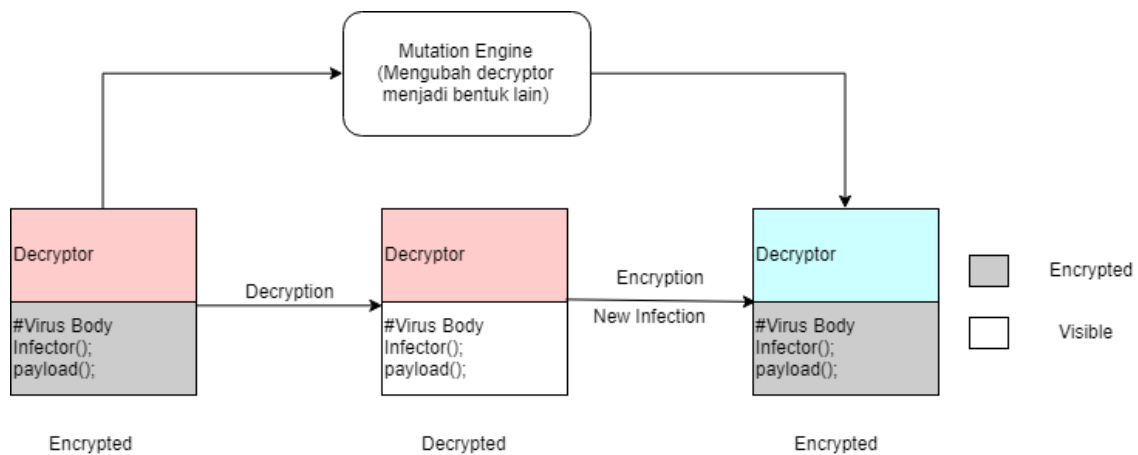 Mutation Engine
(Mengubah decryptor
menjadi bentuk lain)
Decryptor
#Virus Body
Infector();
payload();
Encrypted
Decryption
Decryptor
#Virus Body
Infector();
payload();
Decrypted
Encryption
New Infection
Decryptor
#Virus Body
Infector();
payload();
Encrypted
Encrypted
Visible